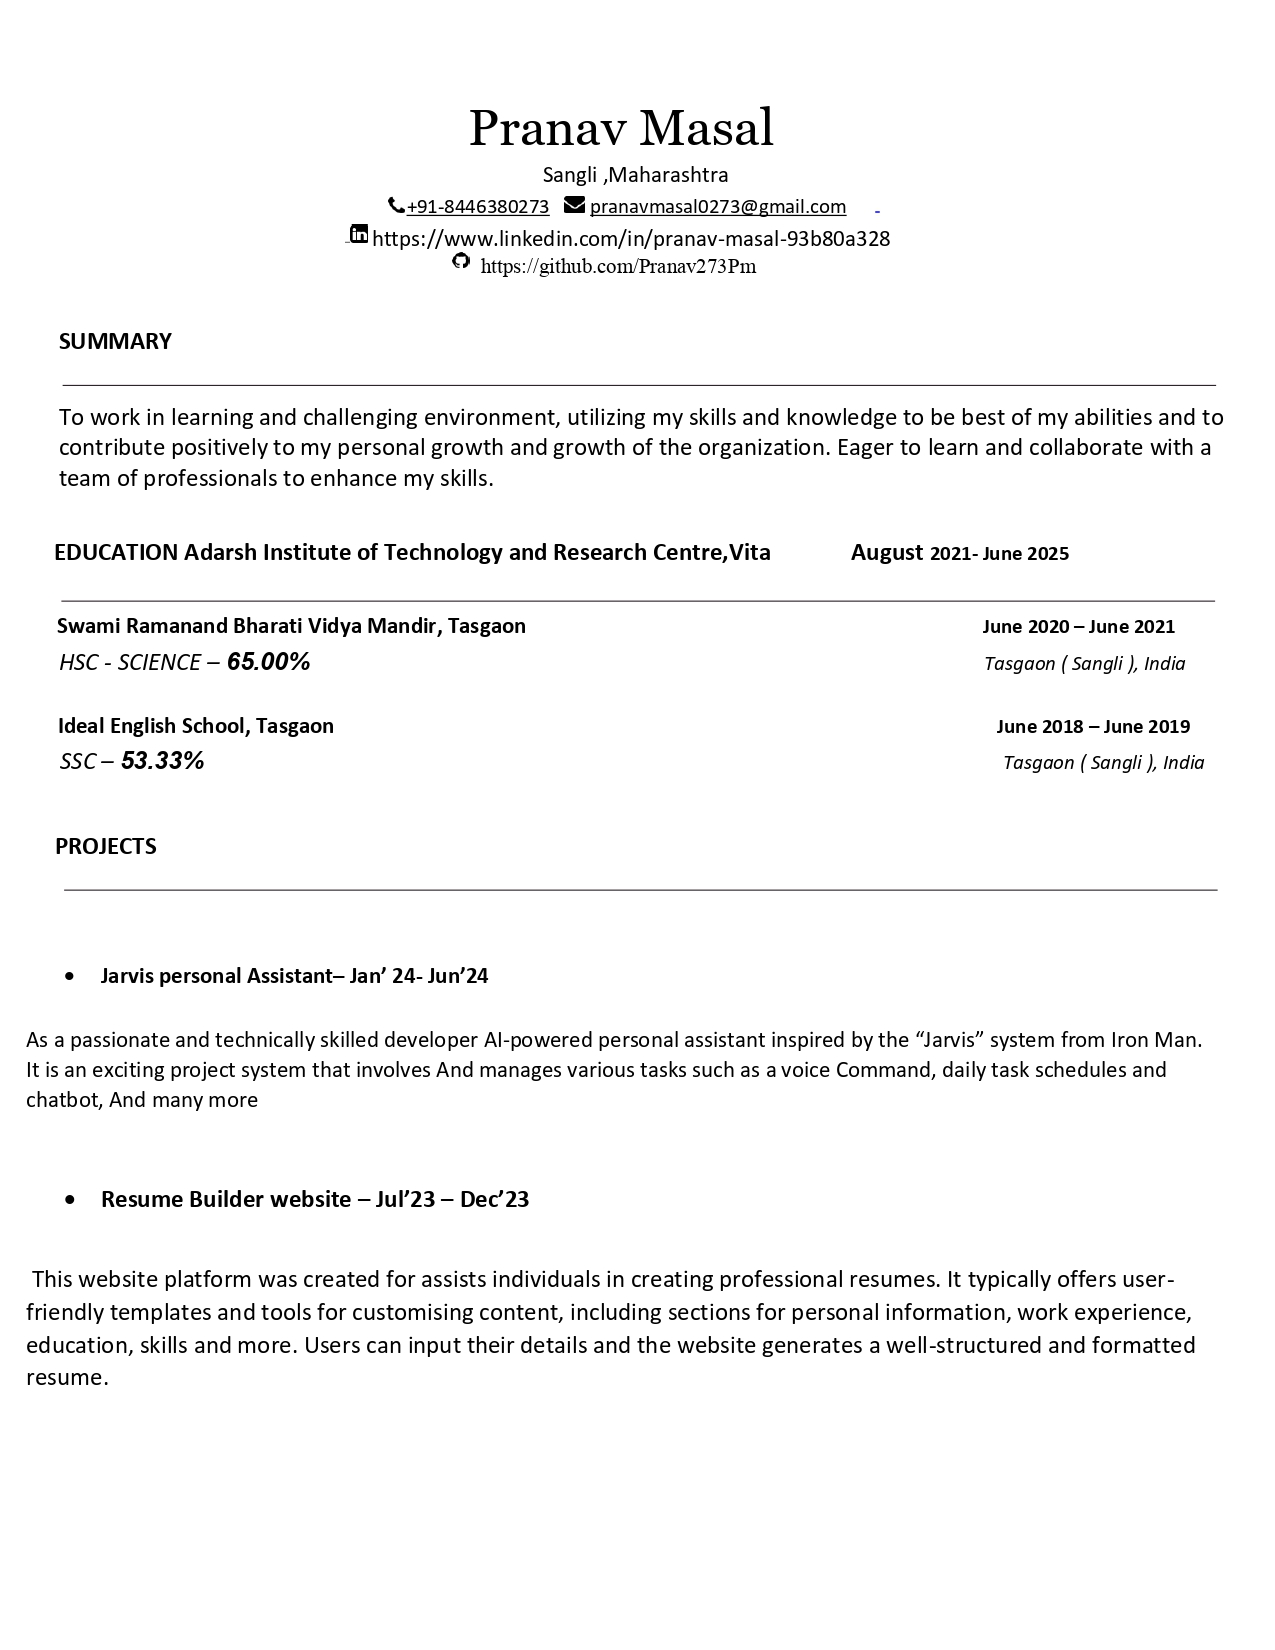 Pranav Masal
Sangli ,Maharashtra
+91-8446380273 pranavmasal0273@gmail.com -
https://www.linkedin.com/in/pranav-masal-93b80a328
https://github.com/Pranav273Pm
SUMMARY
To work in learning and challenging environment, utilizing my skills and knowledge to be best of my abilities and to
contribute positively to my personal growth and growth of the organization. Eager to learn and collaborate with a
team of professionals to enhance my skills.
EDUCATION Adarsh Institute of Technology and Research Centre,Vita August 2021- June 2025
Swami Ramanand Bharati Vidya Mandir, Tasgaon June 2020 – June 2021
HSC - SCIENCE – 65.00% Tasgaon ( Sangli ), India
Ideal English School, Tasgaon June 2018 – June 2019
SSC – 53.33% Tasgaon ( Sangli ), India
PROJECTS
• Jarvis personal Assistant– Jan’ 24- Jun’24
As a passionate and technically skilled developer AI-powered personal assistant inspired by the “Jarvis” system from Iron Man.
It is an exciting project system that involves And manages various tasks such as a voice Command, daily task schedules and
chatbot, And many more
• Resume Builder website – Jul’23 – Dec’23
This website platform was created for assists individuals in creating professional resumes. It typically offers user-
friendly templates and tools for customising content, including sections for personal information, work experience,
education, skills and more. Users can input their details and the website generates a well-structured and formatted
resume.